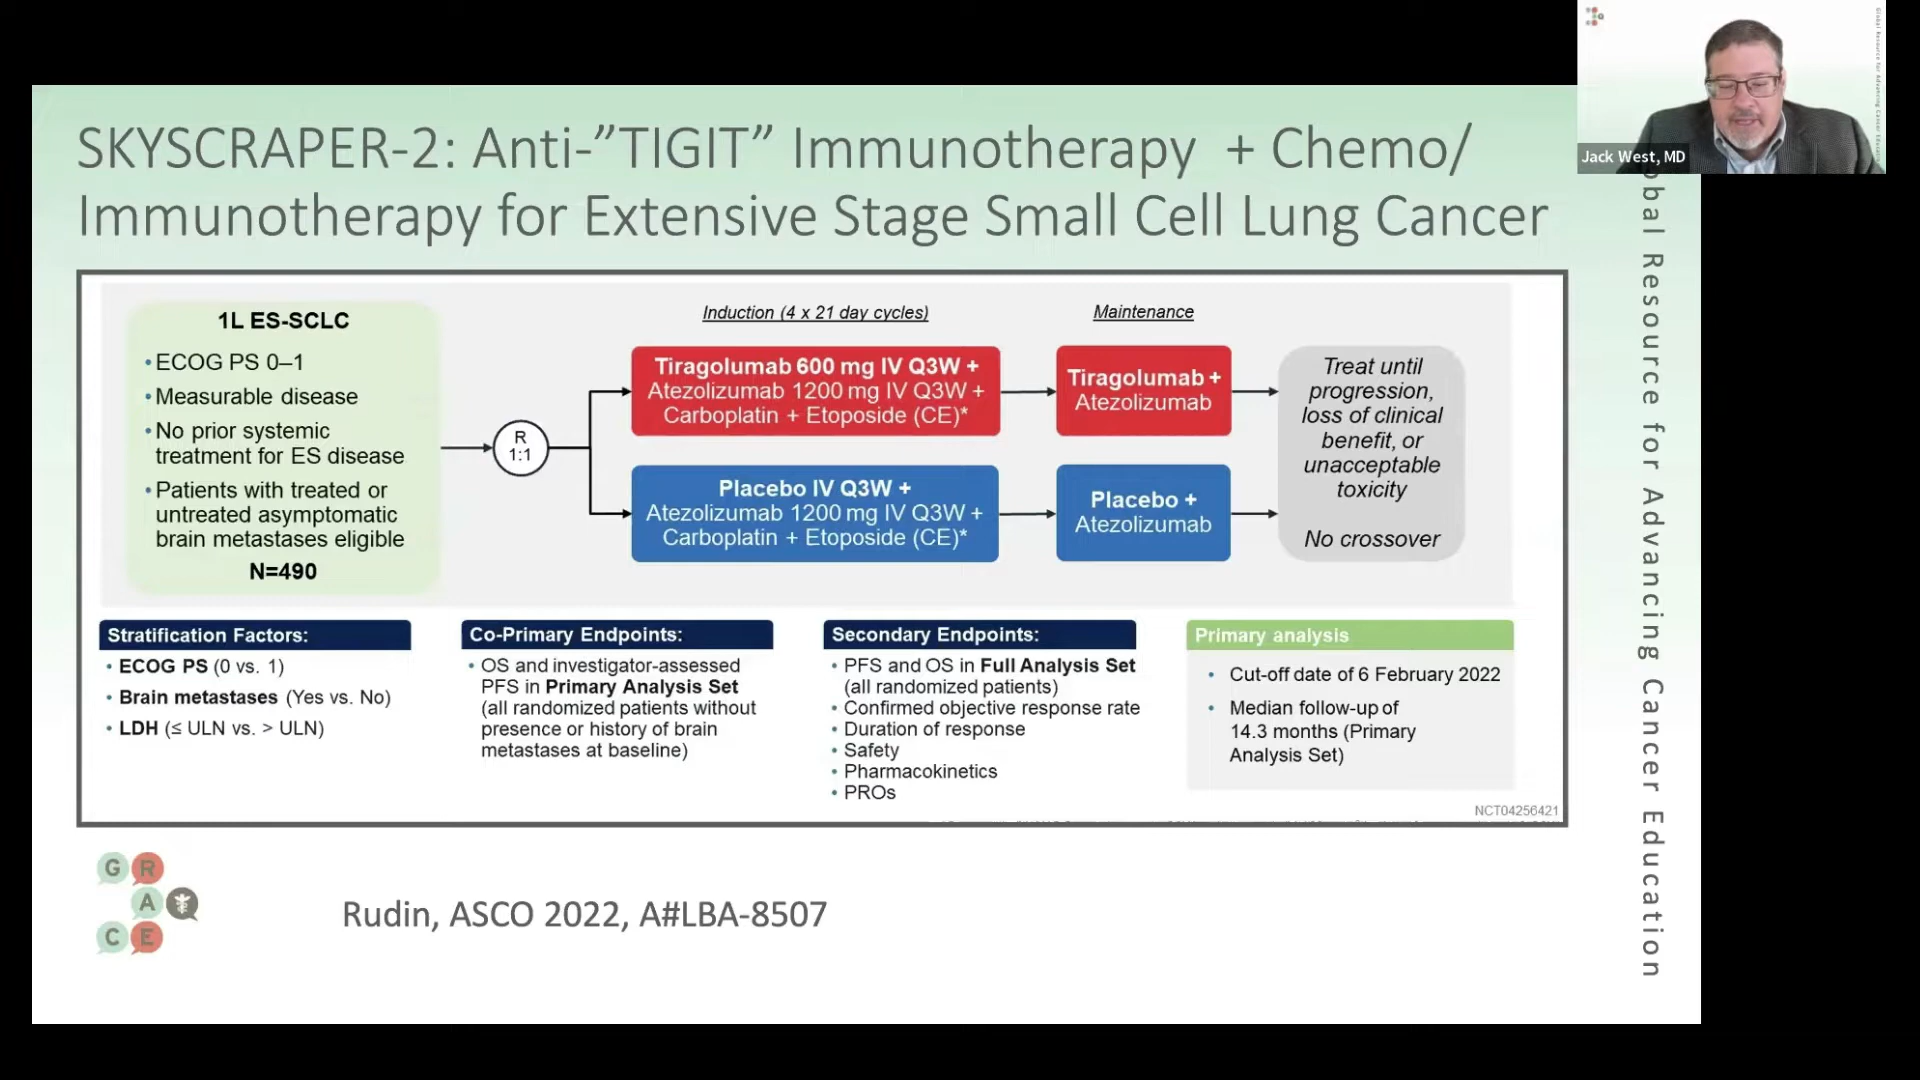 Jack West, MD
SKYSCRAPER-2: Anti-”TIGIT” Immunotherapy + Chemo/
Immunotherapy for Extensive Stage Small Cell Lung Cancer
1L ES-SCLC
•ECOG PS 0–1
•Measurable disease
•No prior systemic
treatment for ES disease
•Patients with treated or
untreated asymptomatic
brain metastases eligible
N=490
R
1:1
Induction (4 x 21 day cycles)
Tiragolumab 600 mg IV Q3W +
Atezolizumab 1200 mg IV Q3W +
Carboplatin + Etoposide (CE)*
Placebo IV Q3W +
Atezolizumab 1200 mg IV Q3W +
Carboplatin + Etoposide (CE)*
Maintenance
Tiragolumab +
Atezolizumab
Placebo +
Atezolizumab
Treat until
progression,
loss of clinical
benefit, or
unacceptable
toxicity
No crossover
Stratification Factors:
• ECOG PS (0 vs. 1)
• Brain metastases (Yes vs. No)
• LDH (≤ ULN vs. > ULN)
Co-Primary Endpoints:
• OS and investigator-assessed
PFS in Primary Analysis Set
(all randomized patients without
presence or history of brain
metastases at baseline)
Secondary Endpoints:
• PFS and OS in Full Analysis Set
(all randomized patients)
• Confirmed objective response rate
• Duration of response
• Safety
• Pharmacokinetics
• PROs
Primary analysis
• Cut-off date of 6 February 2022
• Median follow-up of
14.3 months (Primary
Analysis Set)
NCT04256421
GRACE
Rudin, ASCO 2022, A#LBA-8507
obal Resource for Advancing Cancer Education